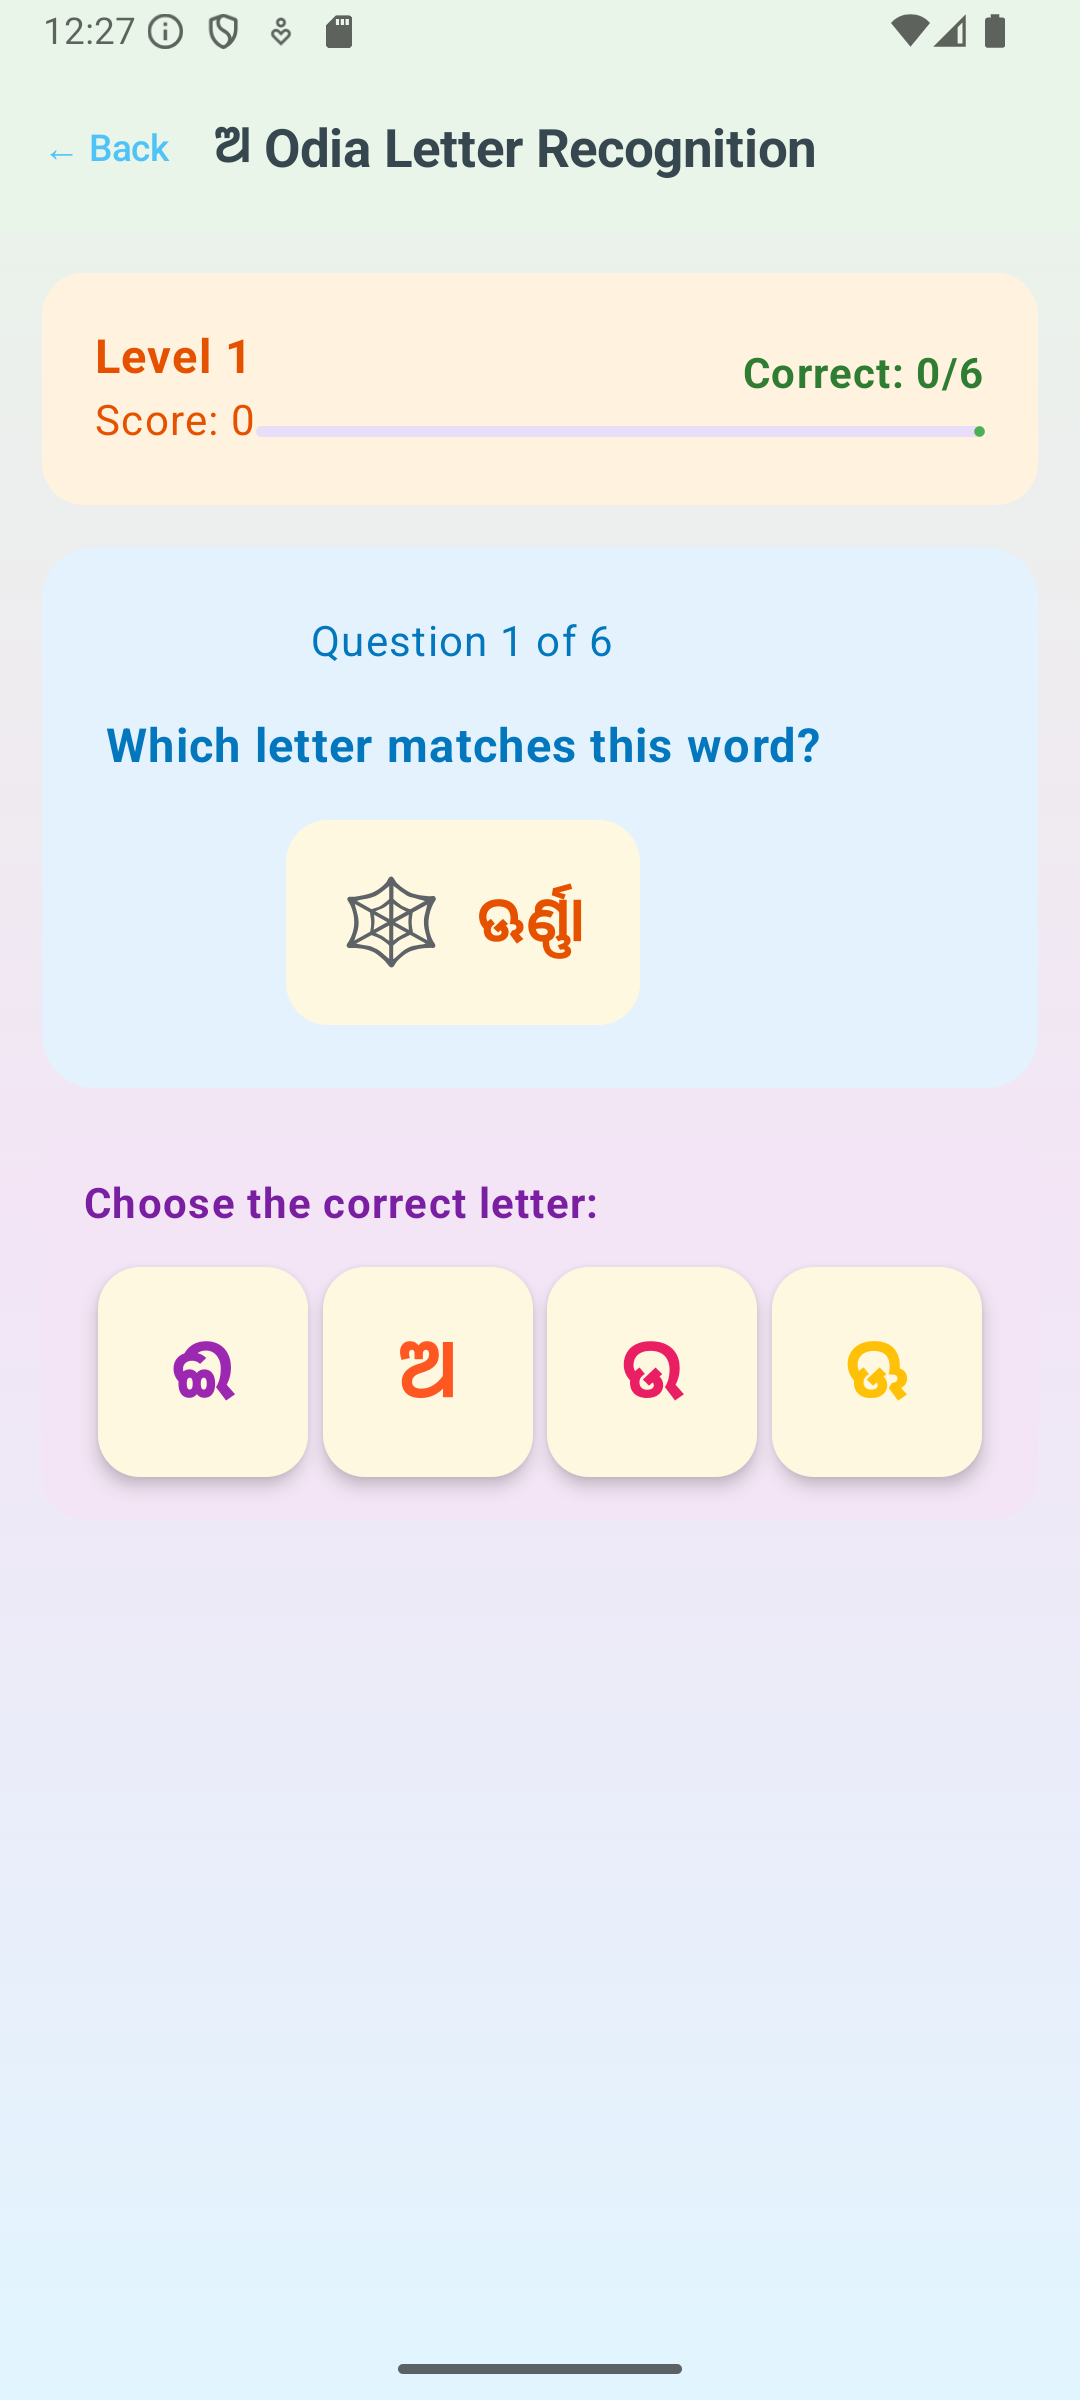 12:27
← Back ଅ Odia Letter Recognition
Level 1
Correct: 0/6
Score: 0
Question 1 of 6
Which letter matches this word?
ଊର୍ଣ୍ଣା
Choose the correct letter:
ଈ ଅ ଉ ଊ